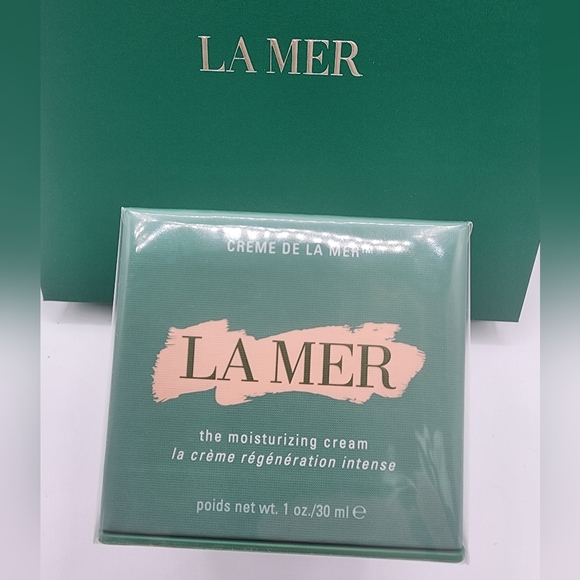 LA MER
CRÈME DE LA MER™
LA MER
the moisturizing cream
la crème régénération intense
poids net wt. 1 oz./30 ml ℮